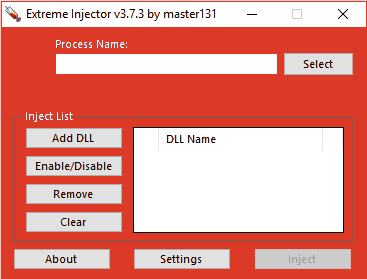 Extreme Injector v3.7.3 by master131
Process Name:
Select
Inject List
Add DLL
DLL Name
Enable/Disable
Remove
Clear
About
Settings
Inject